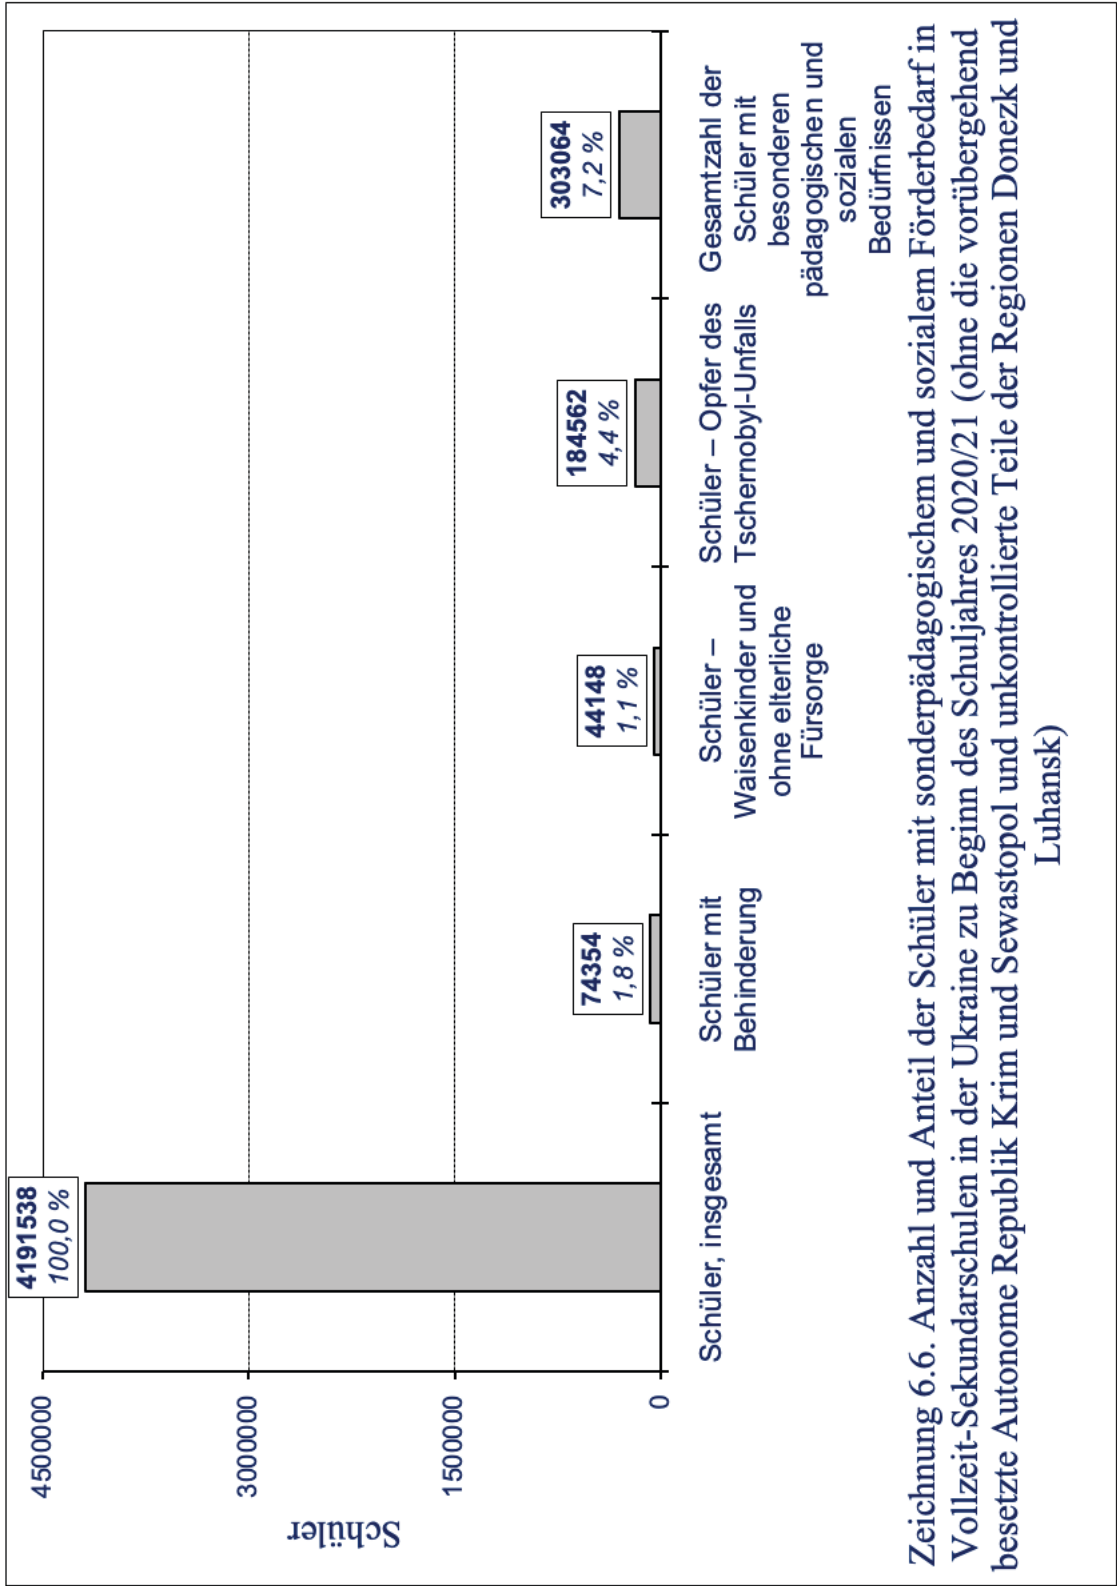 Schüler
4500000
3000000
1500000
0
4191538
100,0 %
74354
1,8 %
44148
1,1 %
184562
4,4 %
303064
7,2 %
Schüler, insgesamt
Schüler mit
Behinderung
Schüler –
Waisenkinder und
ohne elterliche
Fürsorge
Schüler – Opfer des
Tschernobyl-Unfalls
Gesamtzahl der
Schüler mit
besonderen
pädagogischen und
sozialen
Bedürfnissen
Zeichnung 6.6. Anzahl und Anteil der Schüler mit sonderpädagogischem und sozialem Förderbedarf in
Vollzeit-Sekundarschulen in der Ukraine zu Beginn des Schuljahres 2020/21 (ohne die vorübergehend
besetzte Autonome Republik Krim und Sewastopol und unkontrollierte Teile der Regionen Donezk und
Luhansk)